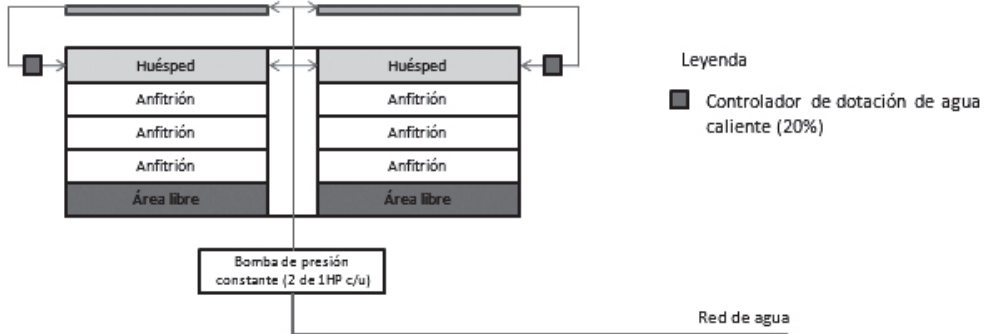 Huésped Huésped
Anfitrión Anfitrión
Anfitrión Anfitrión
Anfitrión Anfitrión
Área libre Área libre
Bomba de presión
constante (2 de 1HP c/u)
Red de agua
Leyenda
Controlador de dotación de agua
caliente (20%)